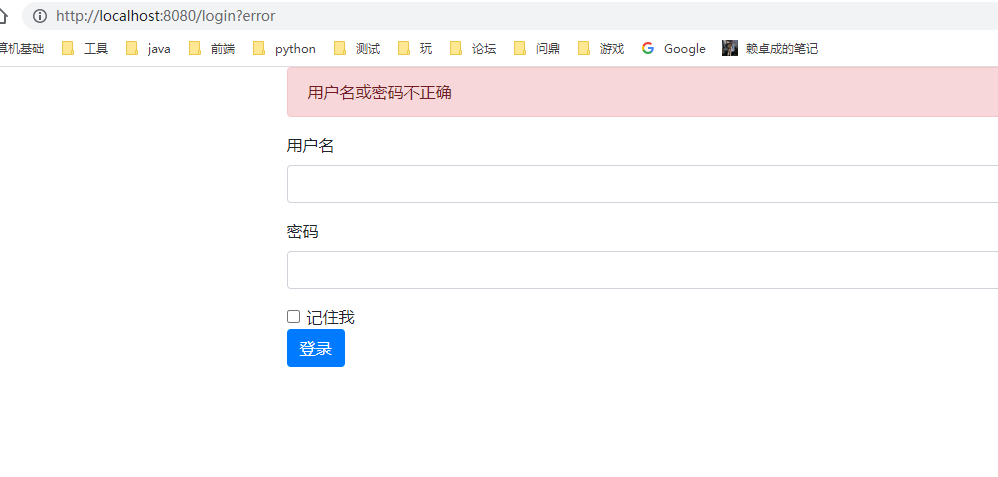 http://localhost:8080/login?error
算机基础 工具 java 前端 python 测试 玩 论坛 问鼎 游戏 Google 赖卓成的笔记
用户名或密码不正确
用户名
密码
记住我
登录